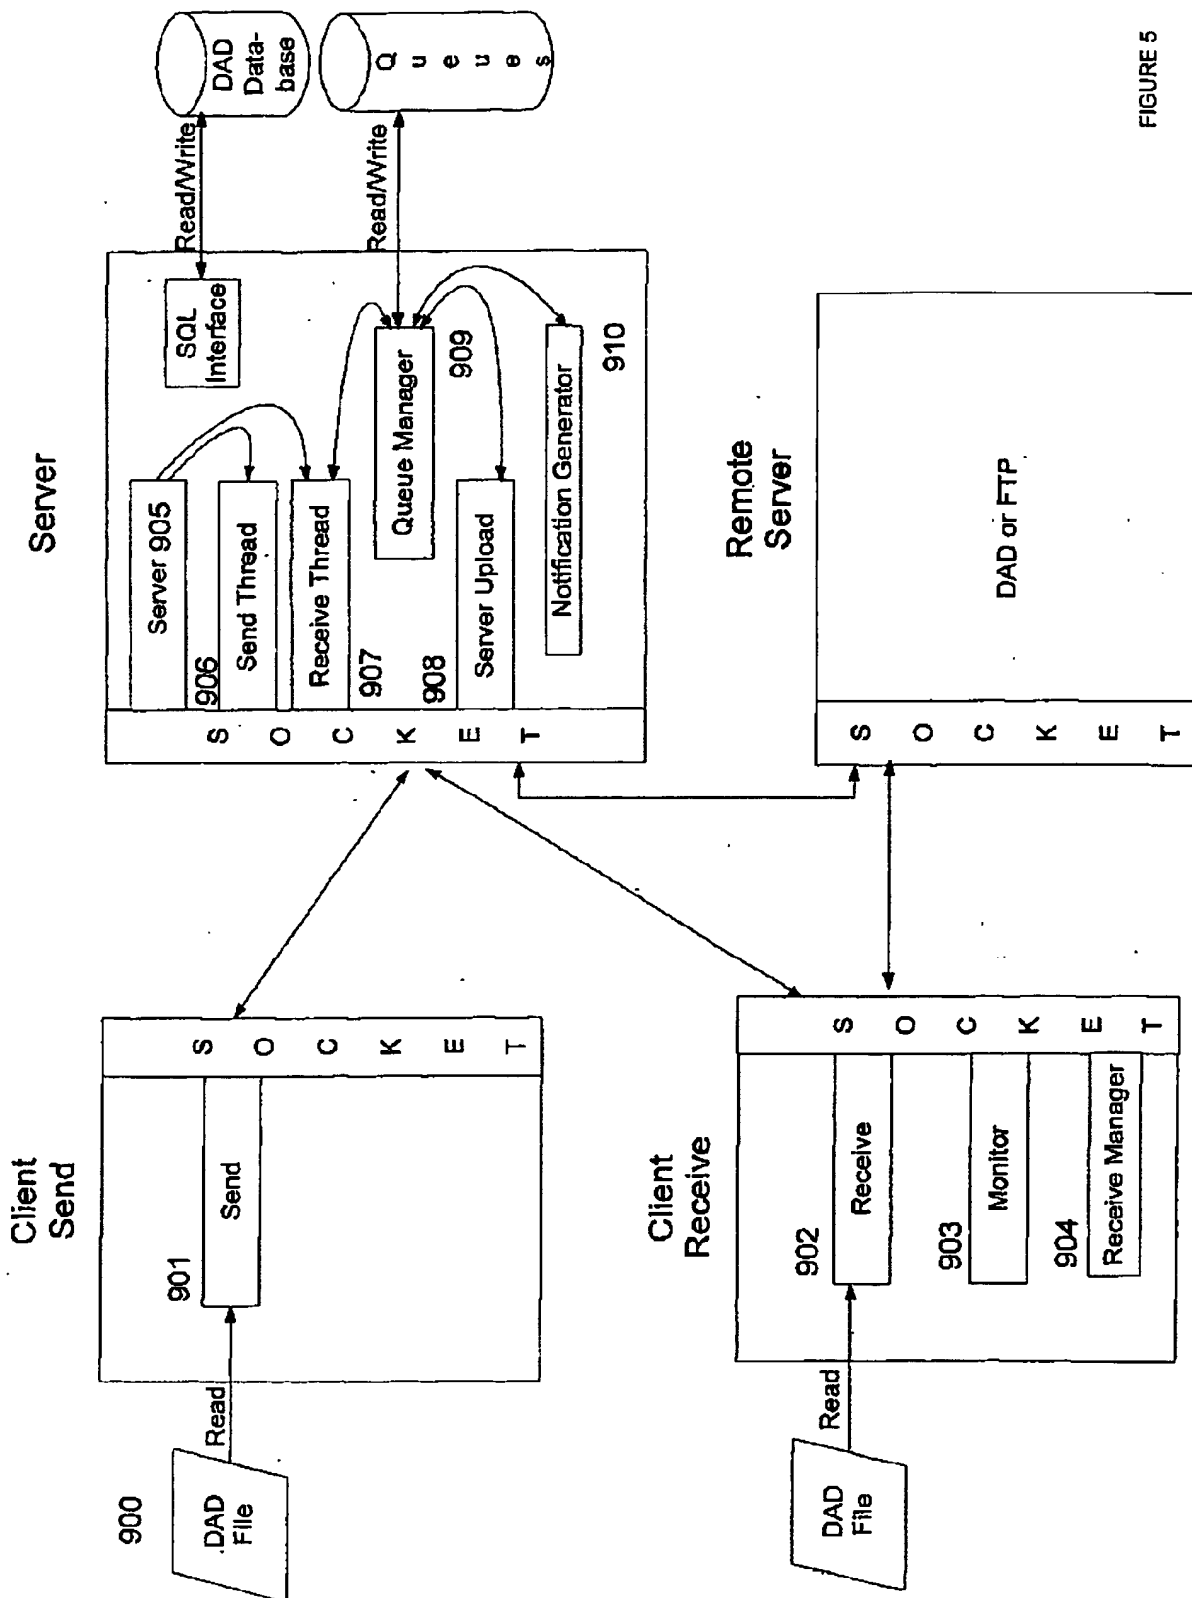 Client
Send
900
.DAD
File
Read
901
Send
S O C K E T
Server
Server 905
906
Send Thread
Receive Thread
907
908
Server Upload
S O C K E T
SQL
Interface
Queue Manager
909
Notification Generator
910
Read/Write
DAD
Data-
base
Read/Write
Queues
Client
Receive
DAD
File
Read
902
Receive
903
Monitor
904
Receive Manager
S O C K E T
Remote
Server
S O C K E T
DAD or FTP
FIGURE 5